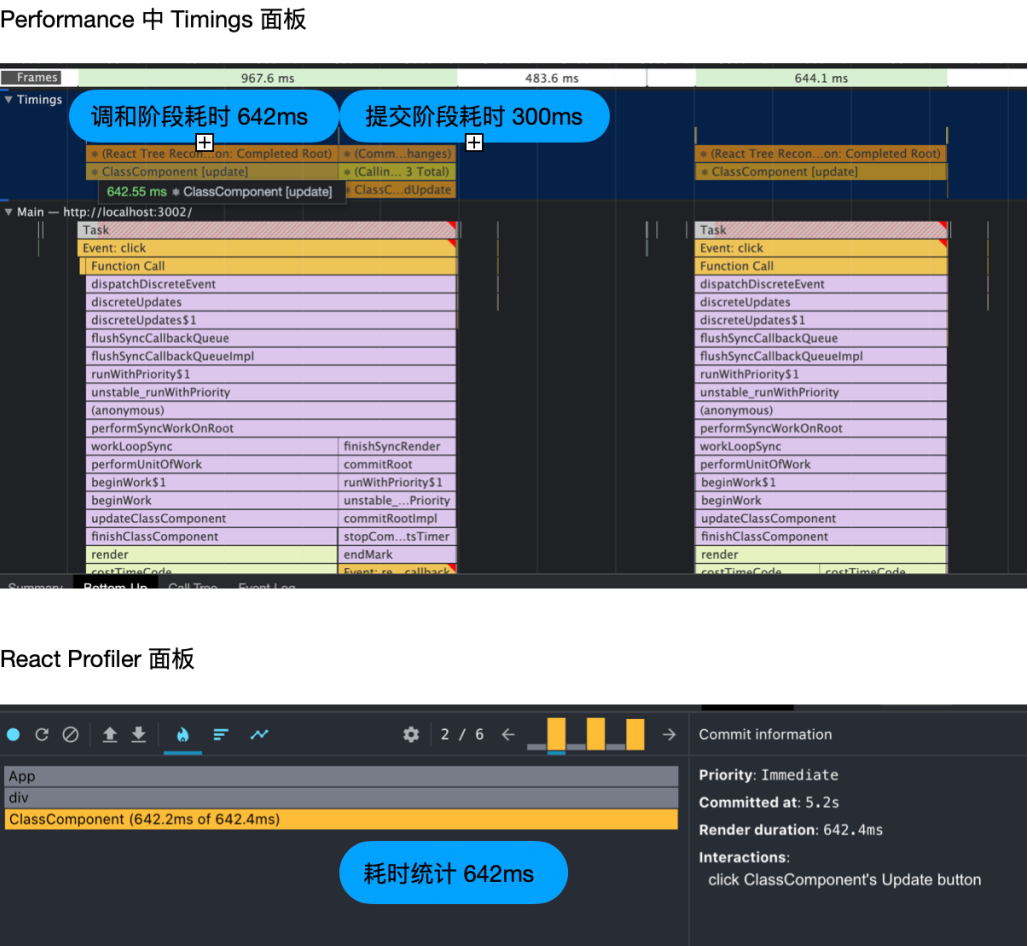 Performance 中 Timings 面板
Frames 967.6 ms 483.6 ms 644.1 ms
▼ Timings
调和阶段耗时 642ms 提交阶段耗时 300ms
(React Tree Recon...on: Completed Root) (Comm...hanges) (React Tree Recon...on: Completed Root)
ClassComponent [update] (Callin... 3 Total) ClassComponent [update]
642.55 ms ClassComponent [update] ClassC...dUpdate
▼ Main — http://localhost:3002/
Task Task
Event: click Event: click
Function Call Function Call
dispatchDiscreteEvent dispatchDiscreteEvent
discreteUpdates discreteUpdates
discreteUpdates$1 discreteUpdates$1
flushSyncCallbackQueue flushSyncCallbackQueue
flushSyncCallbackQueueImpl flushSyncCallbackQueueImpl
runWithPriority$1 runWithPriority$1
unstable_runWithPriority unstable_runWithPriority
(anonymous) (anonymous)
performSyncWorkOnRoot performSyncWorkOnRoot
workLoopSync finishSyncRender workLoopSync
performUnitOfWork commitRoot performUnitOfWork
beginWork$1 runWithPriority$1 beginWork$1
beginWork unstable_...Priority beginWork
updateClassComponent commitRootImpl updateClassComponent
finishClassComponent stopCom...tsTimer finishClassComponent
render endMark render
costTimeCode Event: re...callback costTimeCode costTimeCode
Summary Bottom-Up Call Tree Event Log
React Profiler 面板
2 / 6 Commit information
App
div
ClassComponent (642.2ms of 642.4ms)
耗时统计 642ms
Priority: Immediate
Committed at: 5.2s
Render duration: 642.4ms
Interactions:
click ClassComponent's Update button